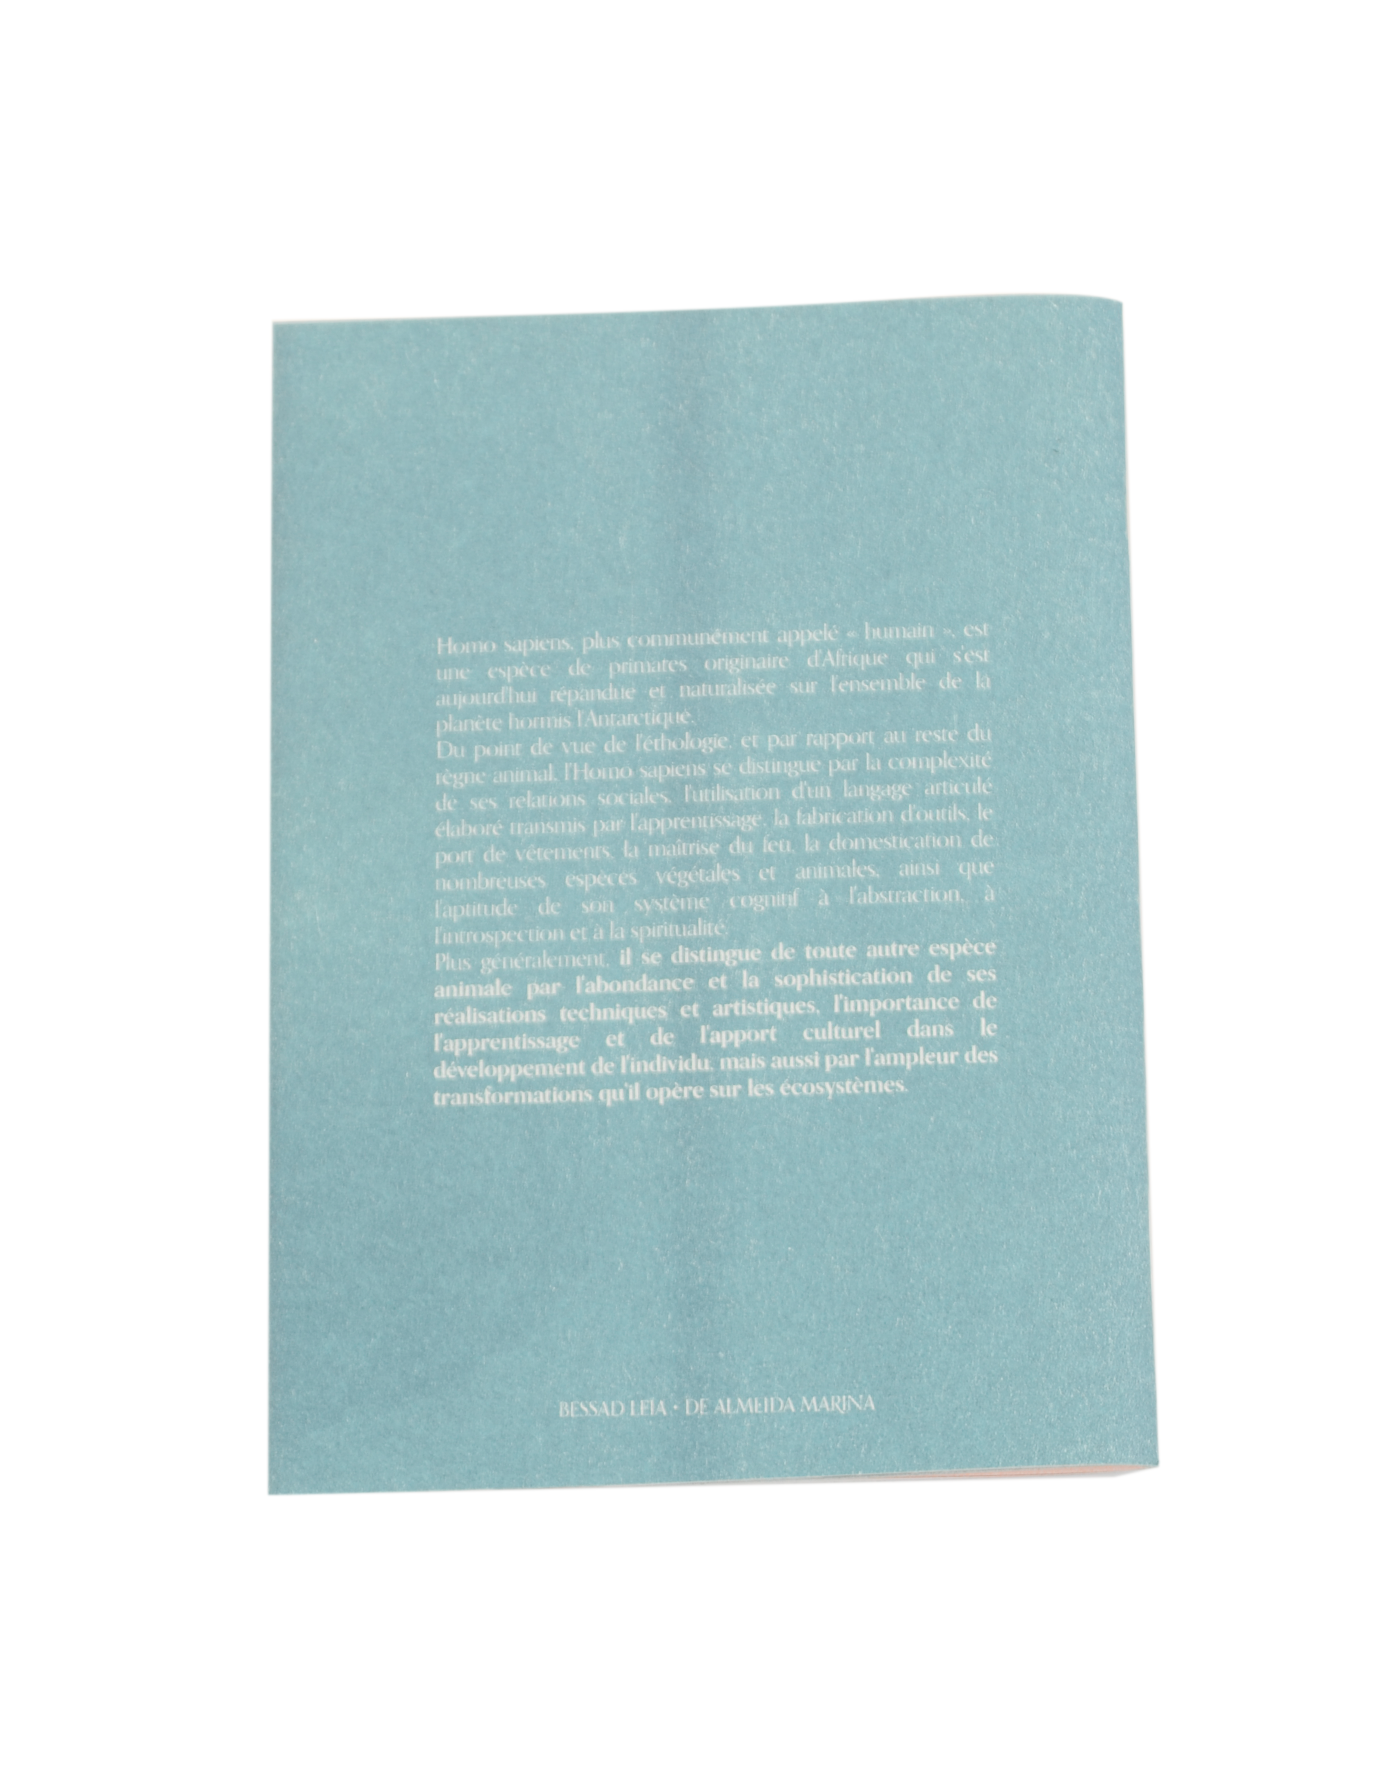 Homo sapiens, plus communément appelé « humain », est
une espèce de primates originaire d'Afrique qui s'est
aujourd'hui répandue et naturalisée sur l'ensemble de la
planète hormis l'Antarctique.
Du point de vue de l'éthologie, et par rapport au reste du
règne animal, l'Homo sapiens se distingue par la complexité
de ses relations sociales, l'utilisation d'un langage articulé
élaboré transmis par l'apprentissage, la fabrication d'outils, le
port de vêtements, la maîtrise du feu, la domestication de
nombreuses espèces végétales et animales, ainsi que
l'aptitude de son système cognitif à l'abstraction, à
l'introspection et à la spiritualité.
Plus généralement, il se distingue de toute autre espèce
animale par l'abondance et la sophistication de ses
réalisations techniques et artistiques, l'importance de
l'apprentissage et de l'apport culturel dans le
développement de l'individu, mais aussi par l'ampleur des
transformations qu'il opère sur les écosystèmes.
BESSAD LEÏA • DE ALMEIDA MARINA